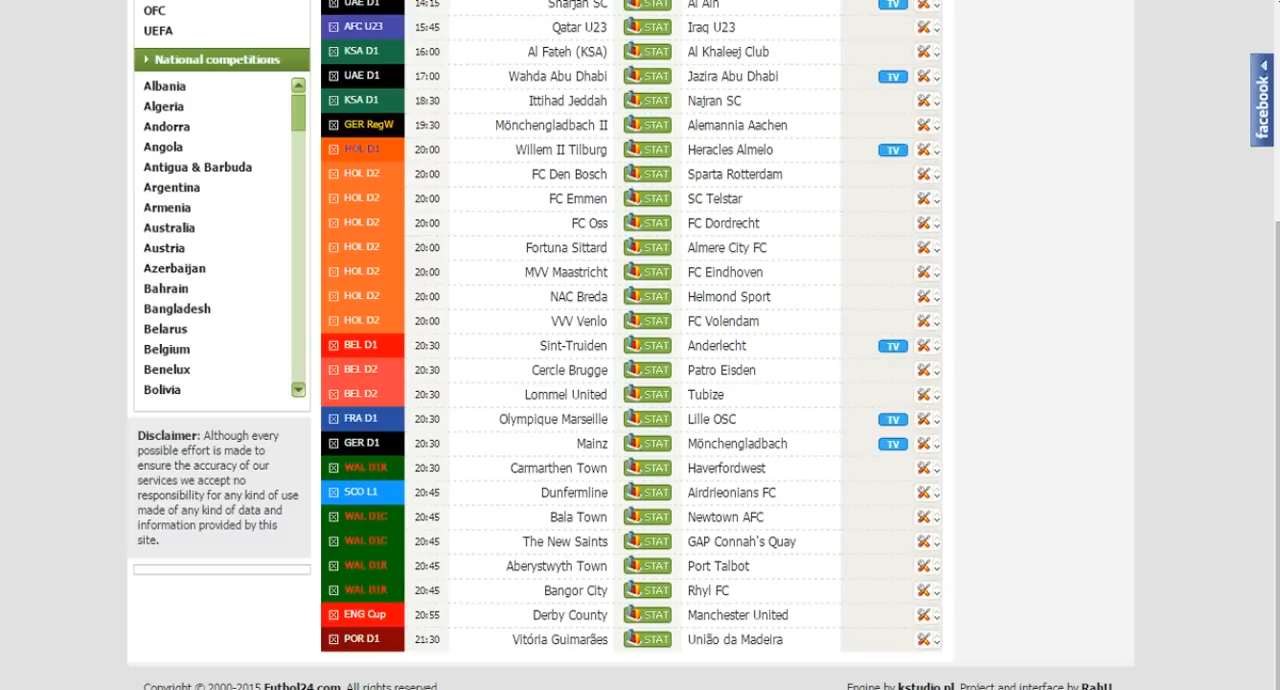 OFC
UEFA
National competitions
Albania
Algeria
Andorra
Angola
Antigua & Barbuda
Argentina
Armenia
Australia
Austria
Azerbaijan
Bahrain
Bangladesh
Belarus
Belgium
Benelux
Bolivia
Disclaimer: Although every
possible effort is made to
ensure the accuracy of our
services we accept no
responsibility for any kind of use
made of any kind of data and
information provided by this
site.
UAE D1 14:15 Sharjah SC STAT Al Ain TV
AFC U23 15:45 Qatar U23 STAT Iraq U23
KSA D1 16:00 Al Fateh (KSA) STAT Al Khaleej Club
UAE D1 17:00 Wahda Abu Dhabi STAT Jazira Abu Dhabi TV
KSA D1 18:30 Ittihad Jeddah STAT Najran SC
GER RegW 19:30 Mönchengladbach II STAT Alemannia Aachen
HOL D1 20:00 Willem II Tilburg STAT Heracles Almelo TV
HOL D2 20:00 FC Den Bosch STAT Sparta Rotterdam
HOL D2 20:00 FC Emmen STAT SC Telstar
HOL D2 20:00 FC Oss STAT FC Dordrecht
HOL D2 20:00 Fortuna Sittard STAT Almere City FC
HOL D2 20:00 MVV Maastricht STAT FC Eindhoven
HOL D2 20:00 NAC Breda STAT Helmond Sport
HOL D2 20:00 VVV Venlo STAT FC Volendam
BEL D1 20:30 Sint-Truiden STAT Anderlecht TV
BEL D2 20:30 Cercle Brugge STAT Patro Eisden
BEL D2 20:30 Lommel United STAT Tubize
FRA D1 20:30 Olympique Marseille STAT Lille OSC TV
GER D1 20:30 Mainz STAT Mönchengladbach TV
WAL D1R 20:30 Carmarthen Town STAT Haverfordwest
SCO L1 20:45 Dunfermline STAT Airdrieonians FC
WAL D1C 20:45 Bala Town STAT Newtown AFC
WAL D1C 20:45 The New Saints STAT GAP Connah's Quay
WAL D1R 20:45 Aberystwyth Town STAT Port Talbot
WAL D1R 20:45 Bangor City STAT Rhyl FC
ENG Cup 20:55 Derby County STAT Manchester United
POR D1 21:30 Vitória Guimarães STAT União da Madeira
facebook
Copyright © 2000-2015 Futbol24.com. All rights reserved.
Engine by kstudio.pl. Project and interface by RahU